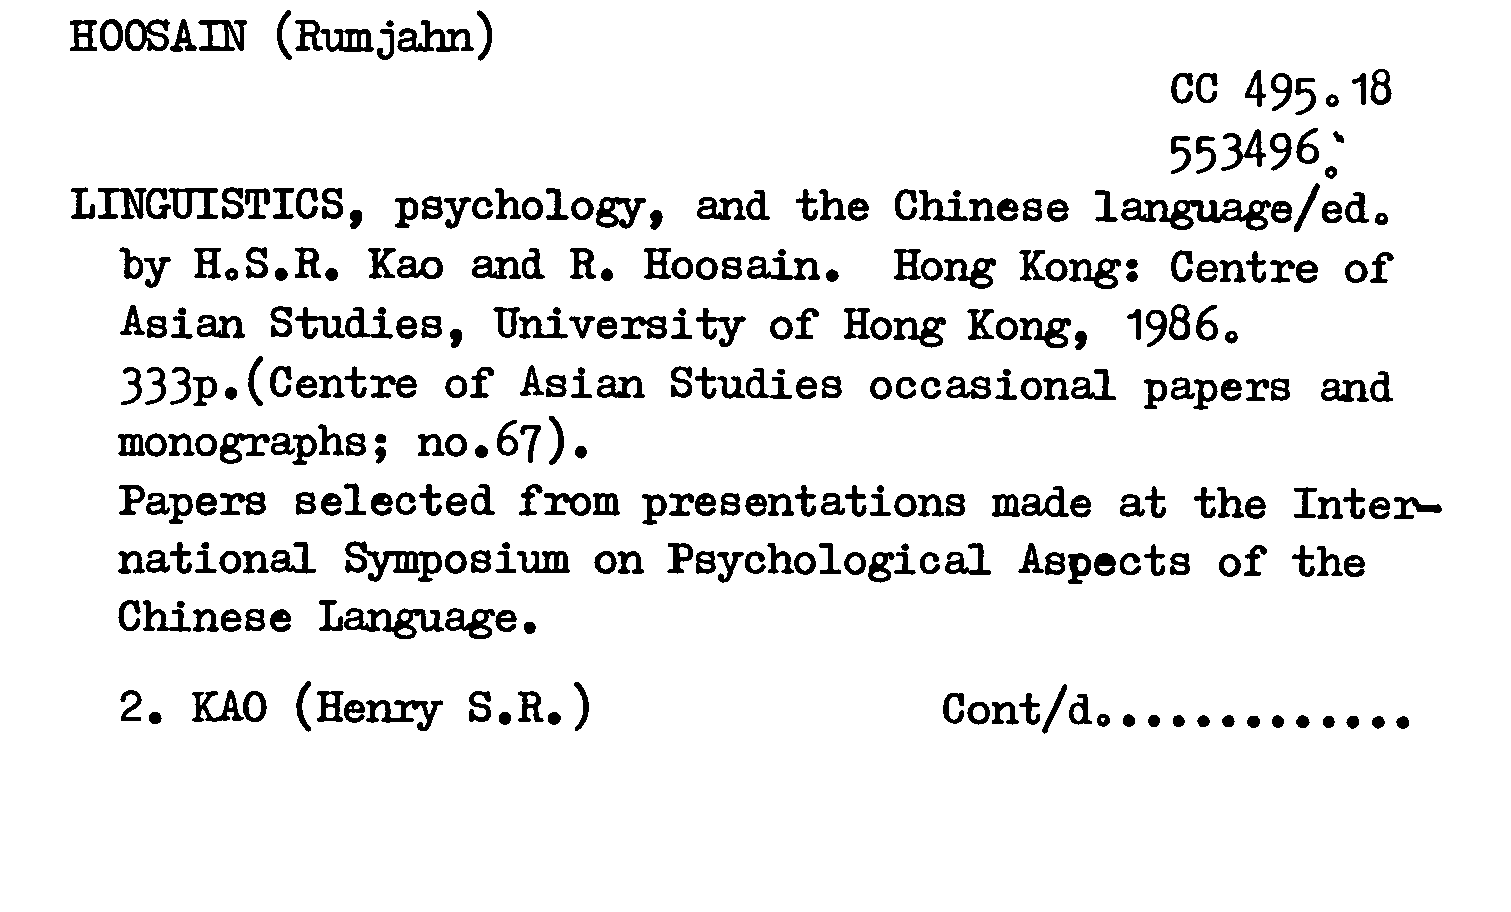 HOOSAIN (Rumjahn)
CC 495.18
553496.
LINGUISTICS, psychology, and the Chinese language/ed.
by H.S.R. Kao and R. Hoosain. Hong Kong: Centre of
Asian Studies, University of Hong Kong, 1986.
333p.(Centre of Asian Studies occasional papers and
monographs; no.67).
Papers selected from presentations made at the Inter-
national Symposium on Psychological Aspects of the
Chinese Language.
2. KAO (Henry S.R.)
Cont/d.............